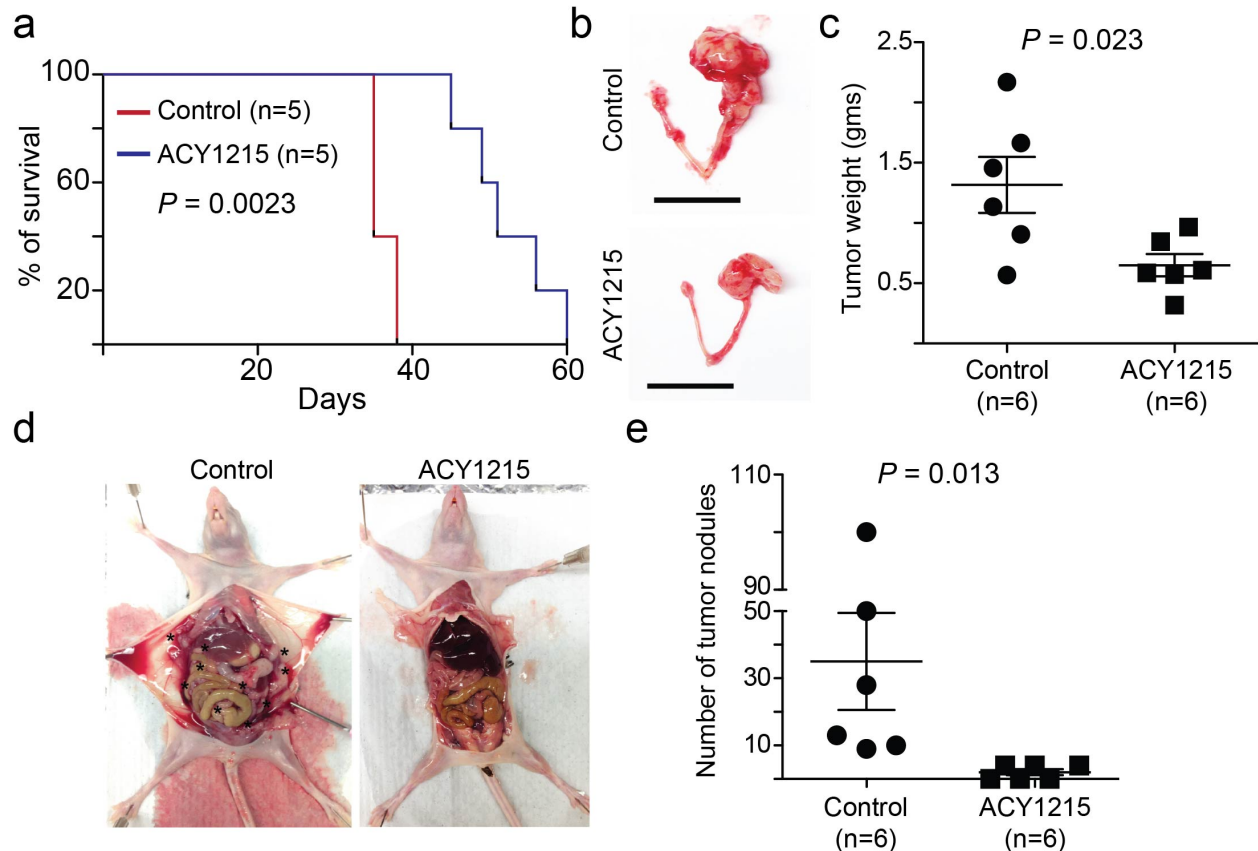 a
100
60
20
% of survival
Control (n=5)
ACY1215 (n=5)
P = 0.0023
20
40
60
Days
b
Control
ACY1215
c
2.5
1.5
0.5
Tumor weight (gms)
P = 0.023
Control
(n=6)
ACY1215
(n=6)
d
Control
ACY1215
* * * * * * * * * *
e
110
90
50
30
10
Number of tumor nodules
P = 0.013
Control
(n=6)
ACY1215
(n=6)